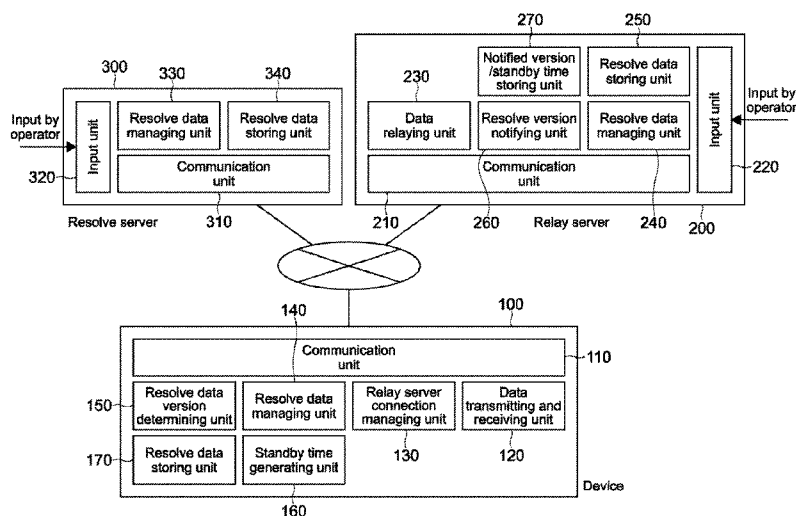 270
250
Notified version
/standby time
storing unit
Resolve data
storing unit
230
300
330
340
Input by
operator
Input unit
Resolve data
managing unit
Resolve data
storing unit
Data
relaying unit
Resolve version
notifying unit
Resolve data
managing unit
Input unit
Input by
operator
320
Communication
unit
Communication
unit
220
Resolve server
310
210
260
Relay server
240
200
140
100
Communication
unit
110
150
Resolve data
version
determining unit
Resolve data
managing unit
Relay server
connection
managing unit
Data
transmitting and
receiving unit
170
Resolve data
storing unit
Standby time
generating unit
130
120
160
Device